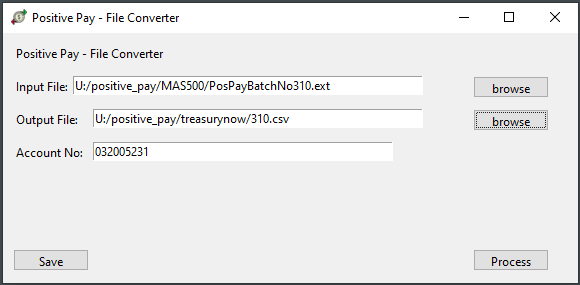 Positive Pay - File Converter
Positive Pay - File Converter
Input File: U:/positive_pay/MAS500/PosPayBatchNo310.ext browse
Output File: U:/positive_pay/treasurynow/310.csv browse
Account No: 032005231
Save Process